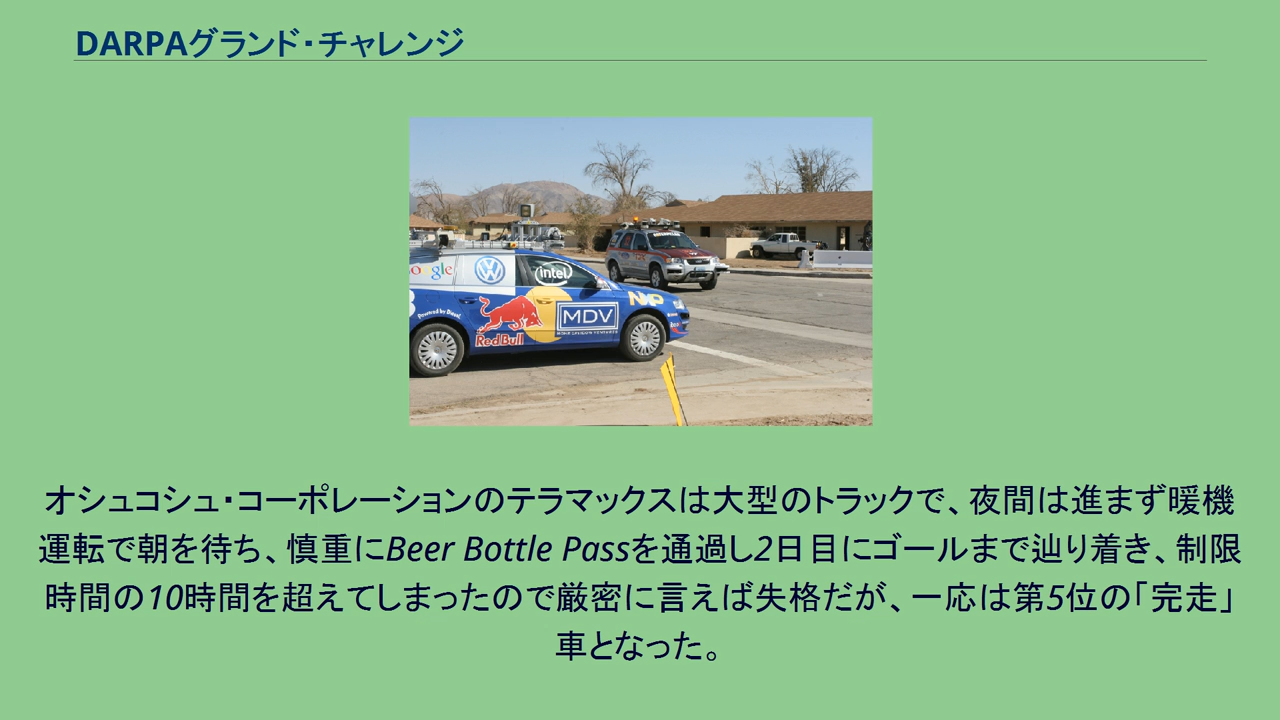 DARPAグランド・チャレンジ
Google
intel
NXP
Powered by Diesel
MDV
RedBull
オシュコシュ・コーポレーションのテラマックスは大型のトラックで、夜間は進まず暖機
運転で朝を待ち、慎重にBeer Bottle Passを通過し2日目にゴールまで辿り着き、制限
時間の10時間を超えてしまったので厳密に言えば失格だが、一応は第5位の「完走」
車となった。